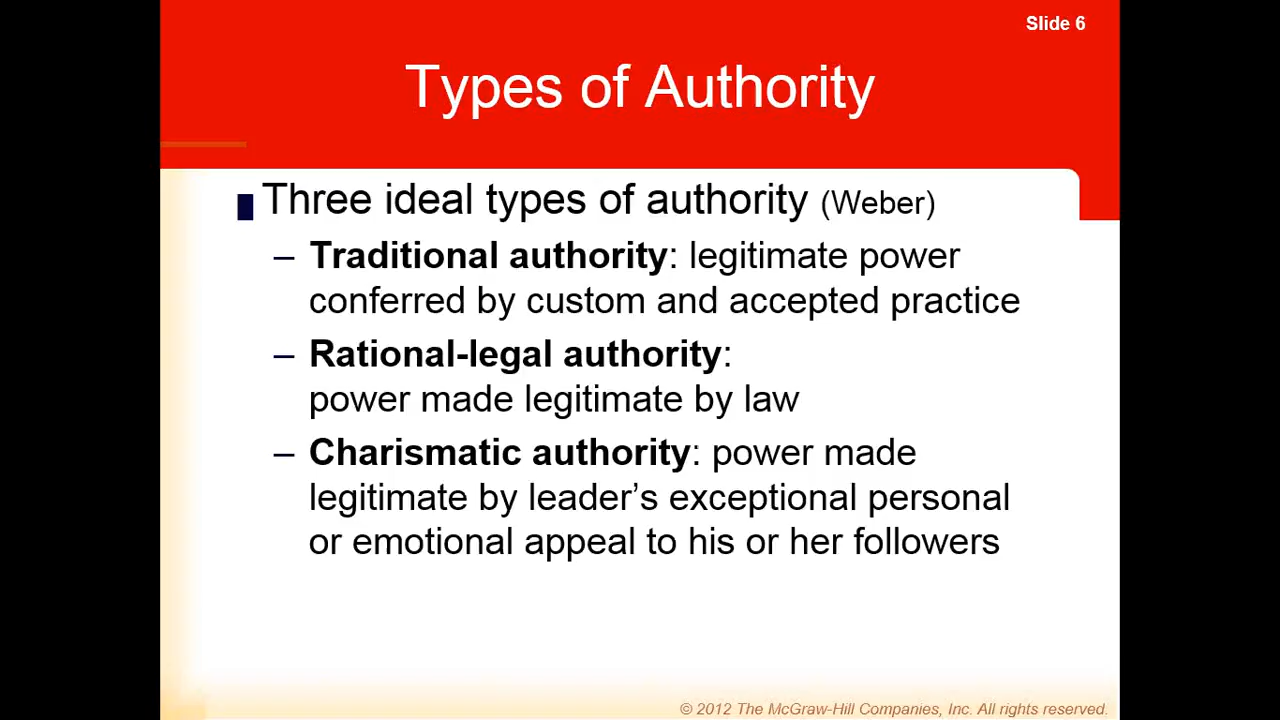 Slide 6
Types of Authority
Three ideal types of authority (Weber)
– Traditional authority: legitimate power
conferred by custom and accepted practice
– Rational-legal authority:
power made legitimate by law
– Charismatic authority: power made
legitimate by leader’s exceptional personal
or emotional appeal to his or her followers
© 2012 The McGraw-Hill Companies, Inc. All rights reserved.